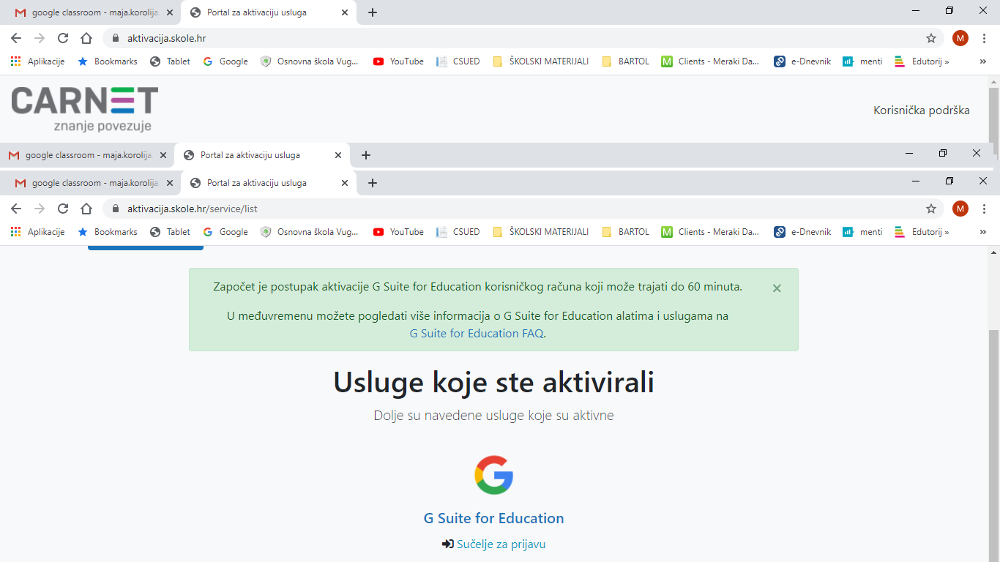 google classroom - maja.korolija
Portal za aktivaciju usluga
aktivacija.skole.hr
M
Aplikacije Bookmarks Tablet Google Osnovna škola Vug... YouTube CSUED ŠKOLSKI MATERIJALI BARTOL Clients - Meraki Da... e-Dnevnik menti Edutorij »
CARNET
znanje povezuje
Korisnička podrška
google classroom - maja.korolija
Portal za aktivaciju usluga
google classroom - maja.korolija
Portal za aktivaciju usluga
aktivacija.skole.hr/service/list
M
Aplikacije Bookmarks Tablet Google Osnovna škola Vug... YouTube CSUED ŠKOLSKI MATERIJALI BARTOL Clients - Meraki Da... e-Dnevnik menti Edutorij »
Započet je postupak aktivacije G Suite for Education korisničkog računa koji može trajati do 60 minuta.
U međuvremenu možete pogledati više informacija o G Suite for Education alatima i uslugama na
G Suite for Education FAQ.
Usluge koje ste aktivirali
Dolje su navedene usluge koje su aktivne
G Suite for Education
Sučelje za prijavu